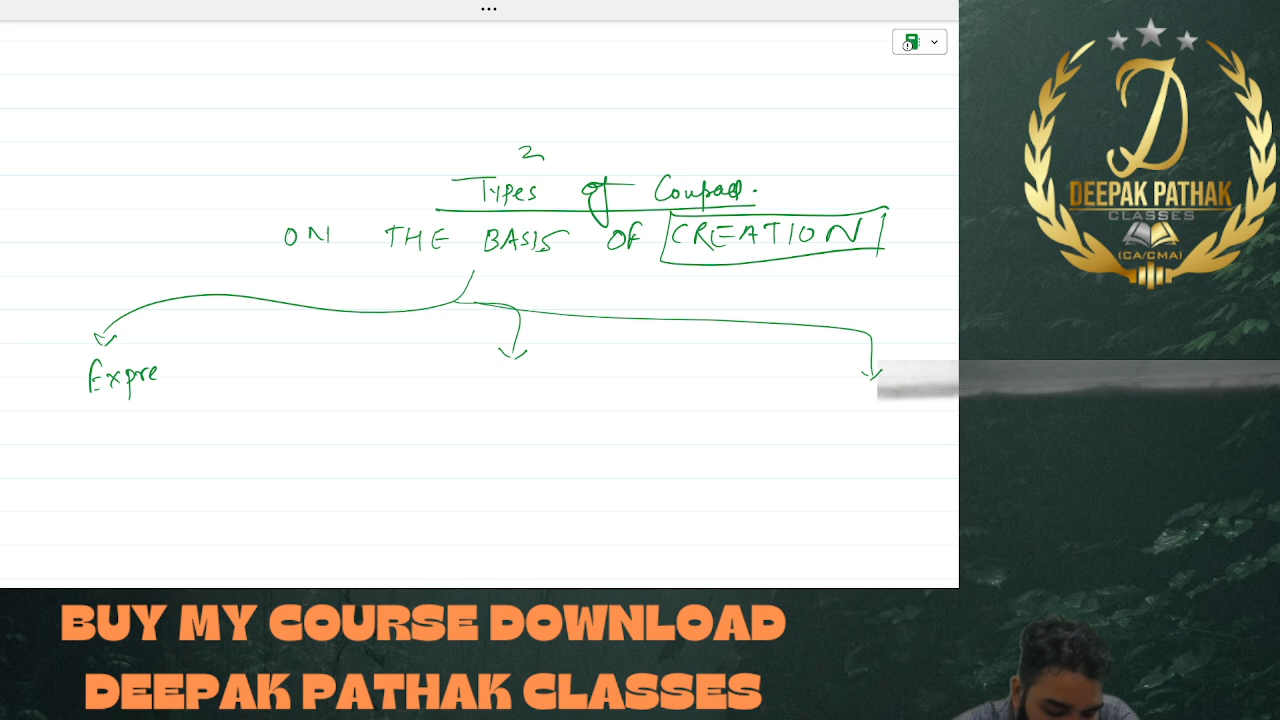 2
Types of
ON THE BASIS OF CREATION
Expre
D
DEEPAK PATHAK
CLASSES
(CA/CMA)
BUY MY COURSE DOWNLOAD
DEEPAK PATHAK CLASSES